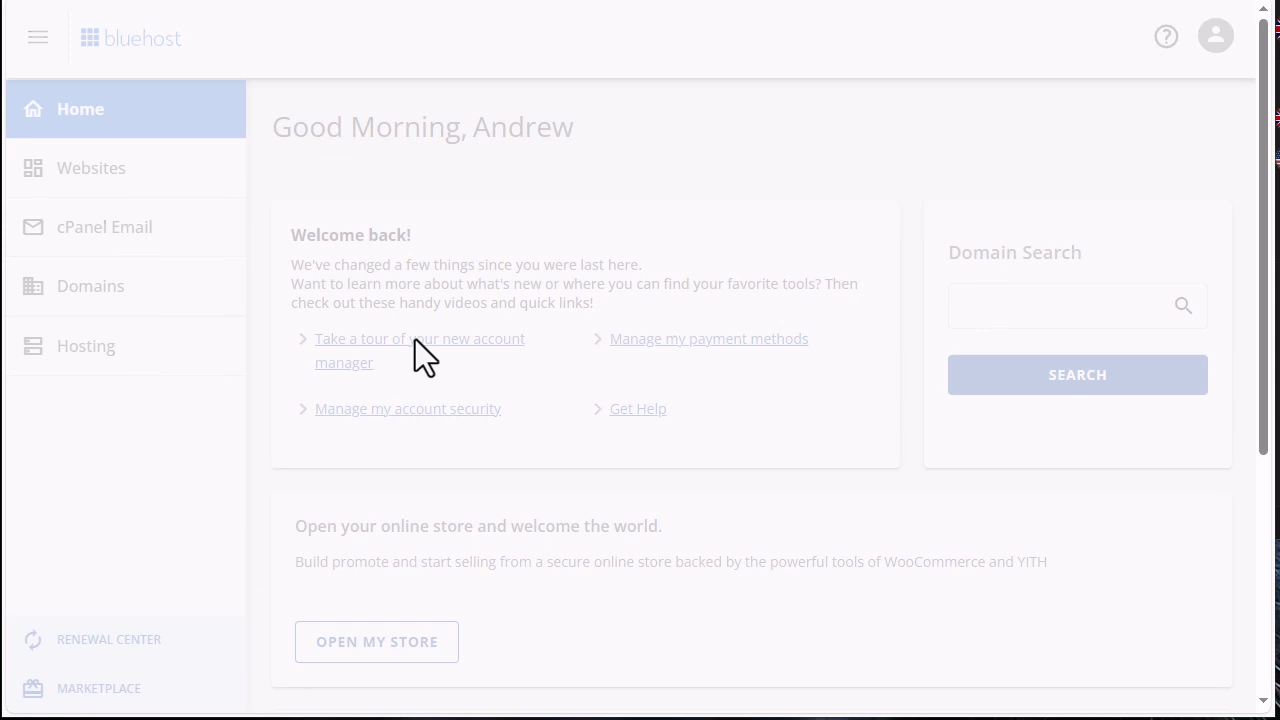 bluehost
Home
Websites
cPanel Email
Domains
Hosting
RENEWAL CENTER
MARKETPLACE
Good Morning, Andrew
Welcome back!
We've changed a few things since you were last here.
Want to learn more about what's new or where you can find your favorite tools? Then
check out these handy videos and quick links!
Take a tour of your new account
manager
Manage my payment methods
Manage my account security
Get Help
Domain Search
SEARCH
Open your online store and welcome the world.
Build promote and start selling from a secure online store backed by the powerful tools of WooCommerce and YITH
OPEN MY STORE